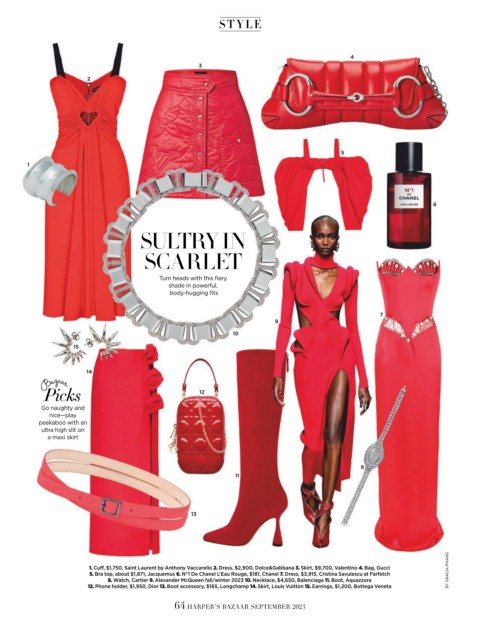 STYLE
3
4
2
1
5
6
N°1
DE
CHANEL
SULTRY IN
SCARLET
Turn heads with this fiery
shade in powerful,
body-hugging fits
7
9
10
15
14
Bazaar
Picks
Go naughty and
nice—play
peekaboo with an
ultra high slit on
a maxi skirt
12
8
11
13
1. Cuff, $1,750, Saint Laurent by Anthony Vaccarello 2. Dress, $2,900, Dolce&Gabbana 3. Skirt, $9,700, Valentino 4. Bag, Gucci
5. Bra top, about $1,871, Jacquemus 6. N°1 De Chanel L'Eau Rouge, $181, Chanel 7. Dress, $3,915, Cristina Savulescu at Farfetch
8. Watch, Cartier 9. Alexander McQueen fall/winter 2023 10. Necklace, $4,650, Balenciaga 11. Boot, Aquazzura
12. Phone holder, $1,950, Dior 13. Boot accessory, $165, Longchamp 14. Skirt, Louis Vuitton 15. Earrings, $1,200, Bottega Veneta
64 HARPER'S BAZAAR SEPTEMBER 2023